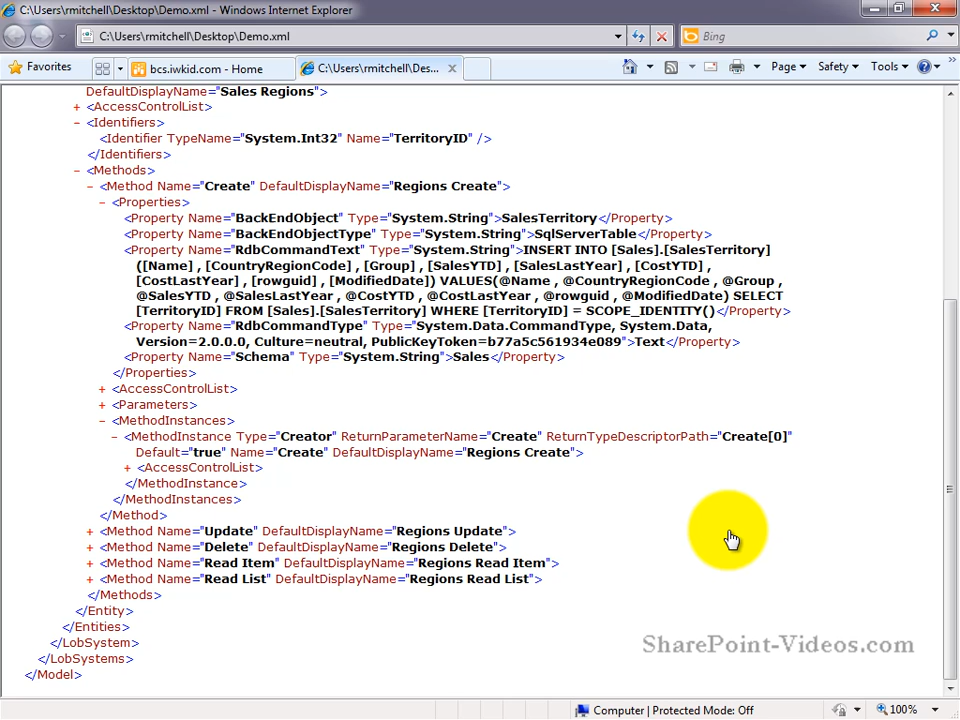 C:\Users\rmitchell\Desktop\Demo.xml - Windows Internet Explorer
C:\Users\rmitchell\Desktop\Demo.xml
Bing
Favorites
bcs.iwkid.com - Home
C:\Users\rmitchell\Des...
Page
Safety
Tools
DefaultDisplayName="Sales Regions">
+ <AccessControlList>
- <Identifiers>
<Identifier TypeName="System.Int32" Name="TerritoryID" />
</Identifiers>
- <Methods>
- <Method Name="Create" DefaultDisplayName="Regions Create">
- <Properties>
<Property Name="BackEndObject" Type="System.String">SalesTerritory</Property>
<Property Name="BackEndObjectType" Type="System.String">SqlServerTable</Property>
<Property Name="RdbCommandText" Type="System.String">INSERT INTO [Sales].[SalesTerritory]
([Name] , [CountryRegionCode] , [Group] , [SalesYTD] , [SalesLastYear] , [CostYTD] ,
[CostLastYear] , [rowguid] , [ModifiedDate]) VALUES(@Name , @CountryRegionCode , @Group ,
@SalesYTD , @SalesLastYear , @CostYTD , @CostLastYear , @rowguid , @ModifiedDate) SELECT
[TerritoryID] FROM [Sales].[SalesTerritory] WHERE [TerritoryID] = SCOPE_IDENTITY()</Property>
<Property Name="RdbCommandType" Type="System.Data.CommandType, System.Data,
Version=2.0.0.0, Culture=neutral, PublicKeyToken=b77a5c561934e089">Text</Property>
<Property Name="Schema" Type="System.String">Sales</Property>
</Properties>
+ <AccessControlList>
+ <Parameters>
- <MethodInstances>
- <MethodInstance Type="Creator" ReturnParameterName="Create" ReturnTypeDescriptorPath="Create[0]"
Default="true" Name="Create" DefaultDisplayName="Regions Create">
+ <AccessControlList>
</MethodInstance>
</MethodInstances>
</Method>
+ <Method Name="Update" DefaultDisplayName="Regions Update">
+ <Method Name="Delete" DefaultDisplayName="Regions Delete">
+ <Method Name="Read Item" DefaultDisplayName="Regions Read Item">
+ <Method Name="Read List" DefaultDisplayName="Regions Read List">
</Methods>
</Entity>
</Entities>
</LobSystem>
</LobSystems>
</Model>
SharePoint-Videos.com
Computer | Protected Mode: Off
100%